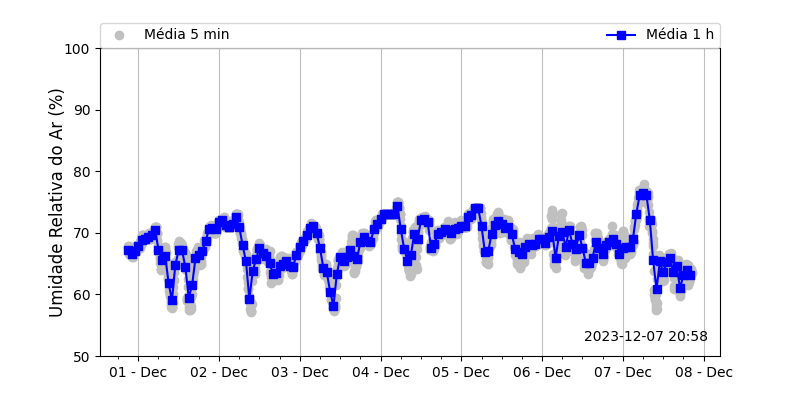 Média 5 min
Média 1 h
Umidade Relativa do Ar (%)
100
90
80
70
60
50
2023-12-07 20:58
01 - Dec
02 - Dec
03 - Dec
04 - Dec
05 - Dec
06 - Dec
07 - Dec
08 - Dec